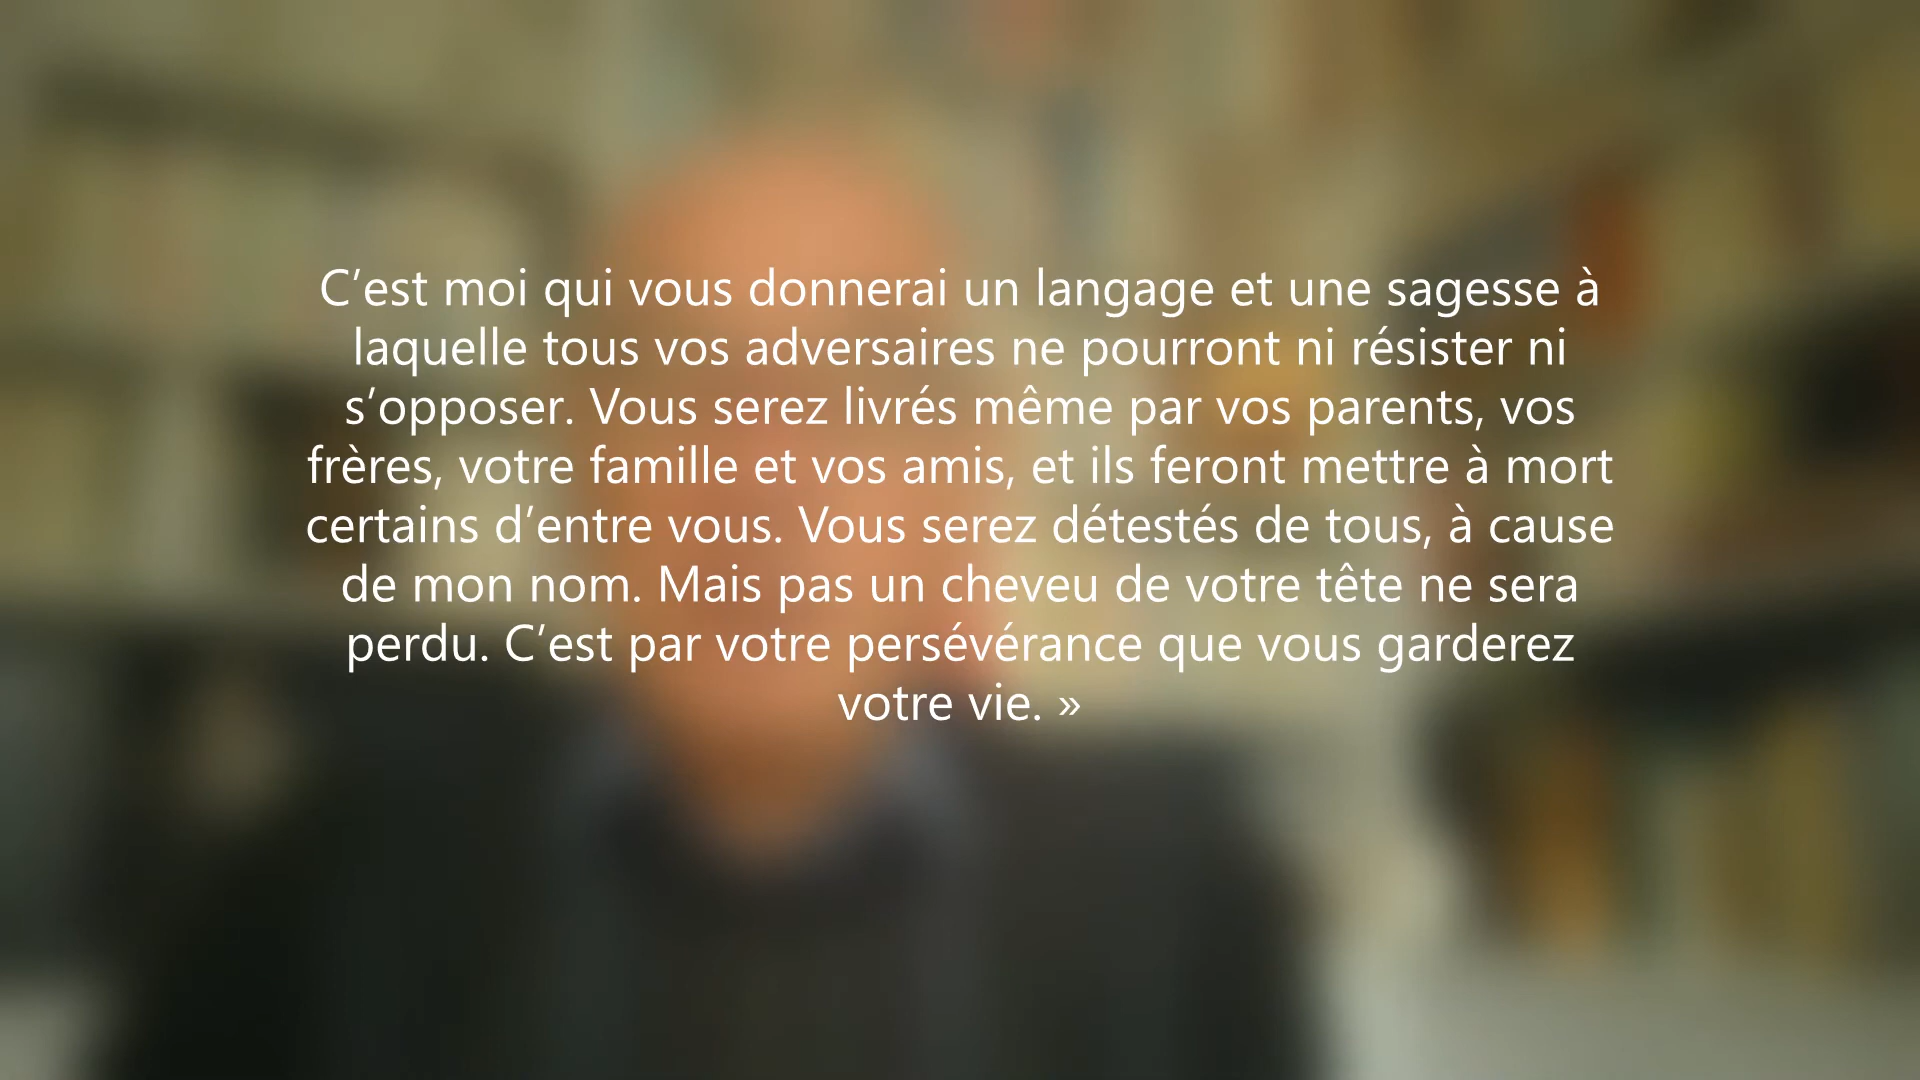 C’est moi qui vous donnerai un langage et une sagesse à
laquelle tous vos adversaires ne pourront ni résister ni
s’opposer. Vous serez livrés même par vos parents, vos
frères, votre famille et vos amis, et ils feront mettre à mort
certains d’entre vous. Vous serez détestés de tous, à cause
de mon nom. Mais pas un cheveu de votre tête ne sera
perdu. C’est par votre persévérance que vous garderez
votre vie. »